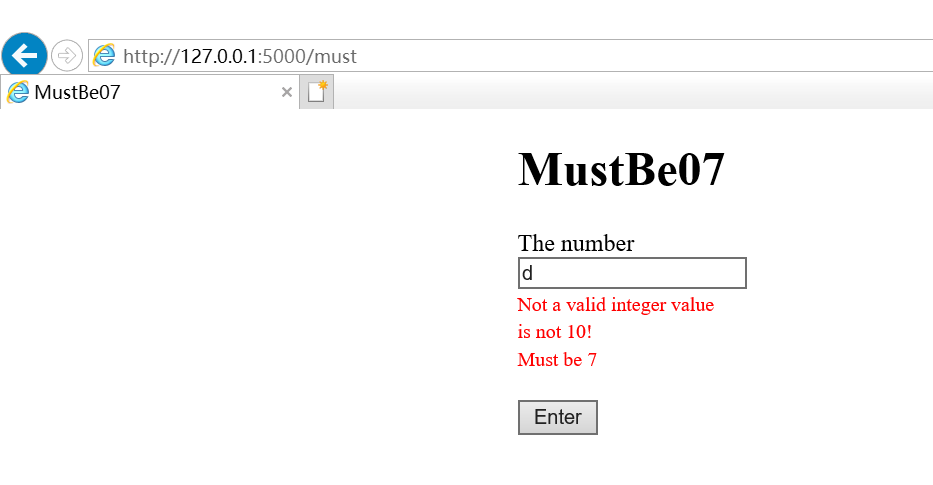 http://127.0.0.1:5000/must
MustBe07
MustBe07
The number
d
Not a valid integer value
is not 10!
Must be 7
Enter